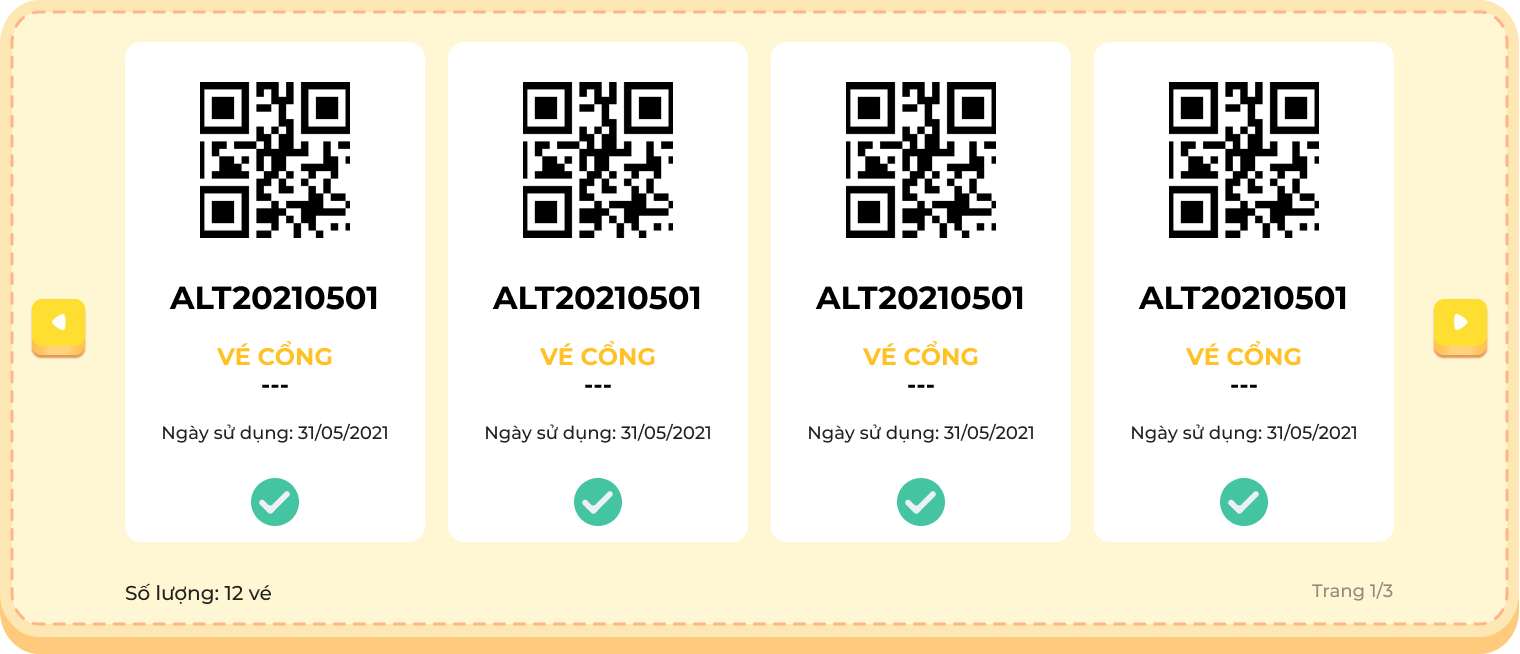 ALT20210501
VÉ CỔNG
---
Ngày sử dụng: 31/05/2021
ALT20210501
VÉ CỔNG
---
Ngày sử dụng: 31/05/2021
ALT20210501
VÉ CỔNG
---
Ngày sử dụng: 31/05/2021
ALT20210501
VÉ CỔNG
---
Ngày sử dụng: 31/05/2021
Số lượng: 12 vé
Trang 1/3